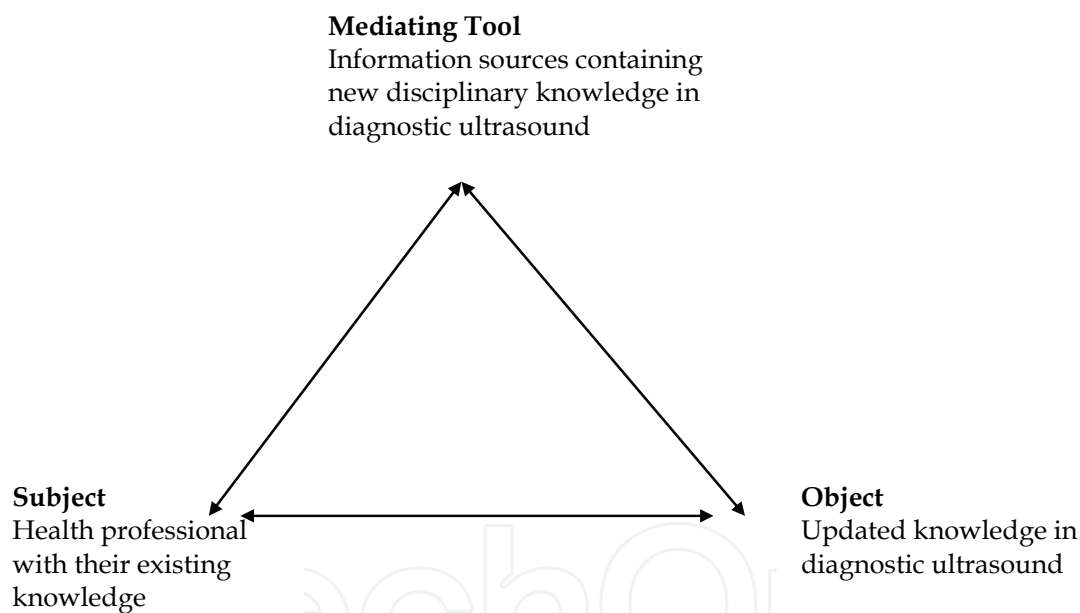 Mediating Tool
Information sources containing
new disciplinary knowledge in
diagnostic ultrasound
Subject
Health professional
with their existing
knowledge
Object
Updated knowledge in
diagnostic ultrasound